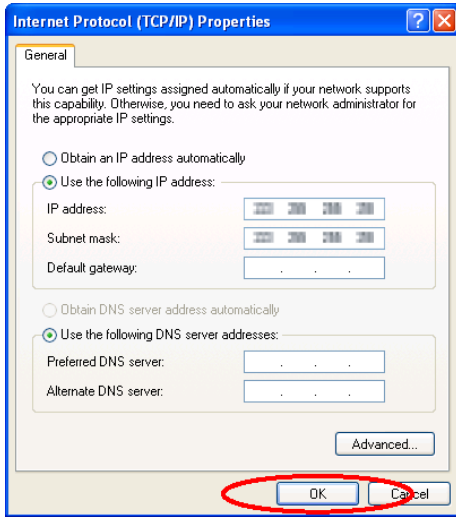 Internet Protocol (TCP/IP) Properties
General
You can get IP settings assigned automatically if your network supports
this capability. Otherwise, you need to ask your network administrator for
the appropriate IP settings.
Obtain an IP address automatically
Use the following IP address:
IP address:
Subnet mask:
Default gateway:
Obtain DNS server address automatically
Use the following DNS server addresses:
Preferred DNS server:
Alternate DNS server:
Advanced...
OK Cancel